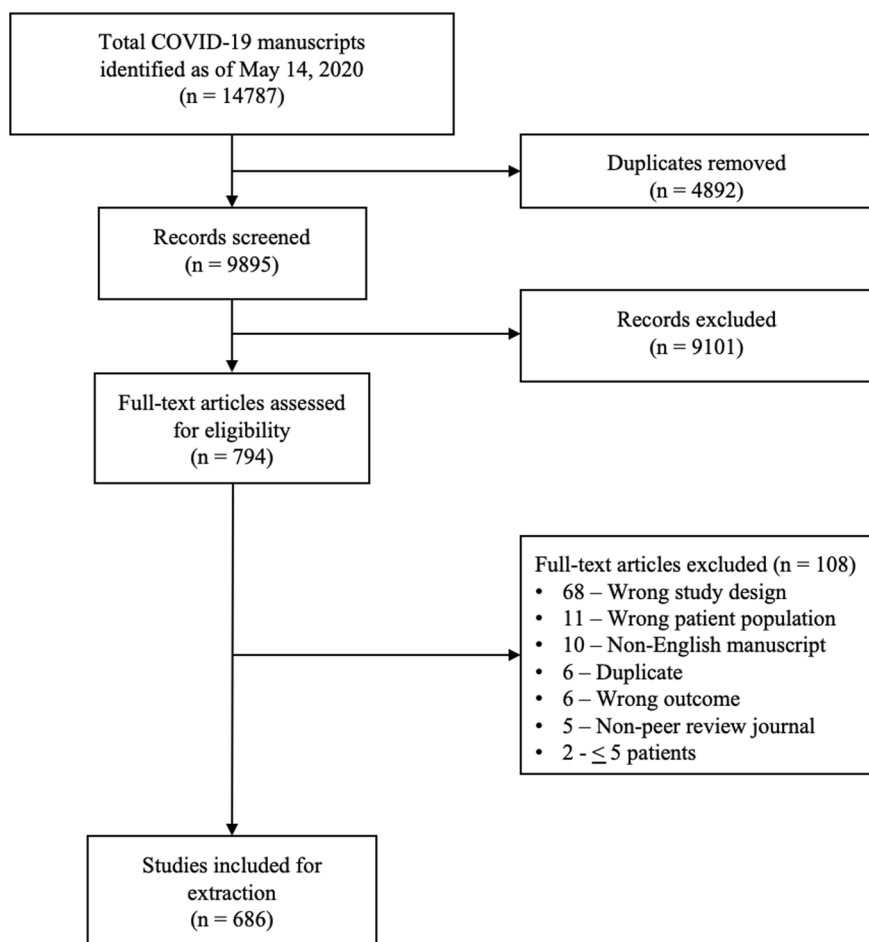 Total COVID-19 manuscripts
identified as of May 14, 2020
(n = 14787)
Duplicates removed
(n = 4892)
Records screened
(n = 9895)
Records excluded
(n = 9101)
Full-text articles assessed
for eligibility
(n = 794)
Full-text articles excluded (n = 108)
• 68 – Wrong study design
• 11 – Wrong patient population
• 10 – Non-English manuscript
• 6 – Duplicate
• 6 – Wrong outcome
• 5 – Non-peer review journal
• 2 - ≤ 5 patients
Studies included for
extraction
(n = 686)